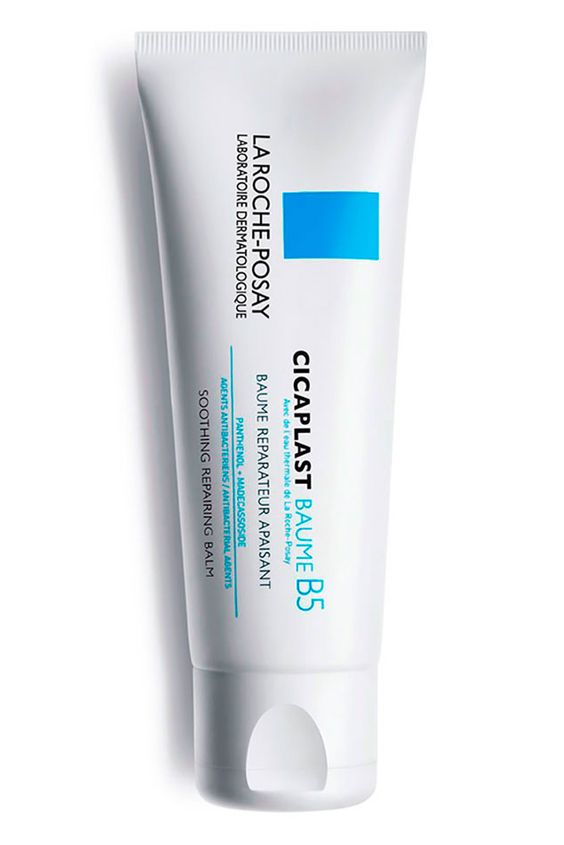 LA ROCHE-POSAY
LABORATOIRE DERMATOLOGIQUE
CICAPLAST BAUME B5
Avec de l'eau thermale de La Roche-Posay
BAUME REPARATEUR APAISANT
PANTHENOL + MADECASSOSIDE
AGENTS ANTIBACTERIENS / ANTIBACTERIAL AGENTS
SOOTHING REPAIRING BALM